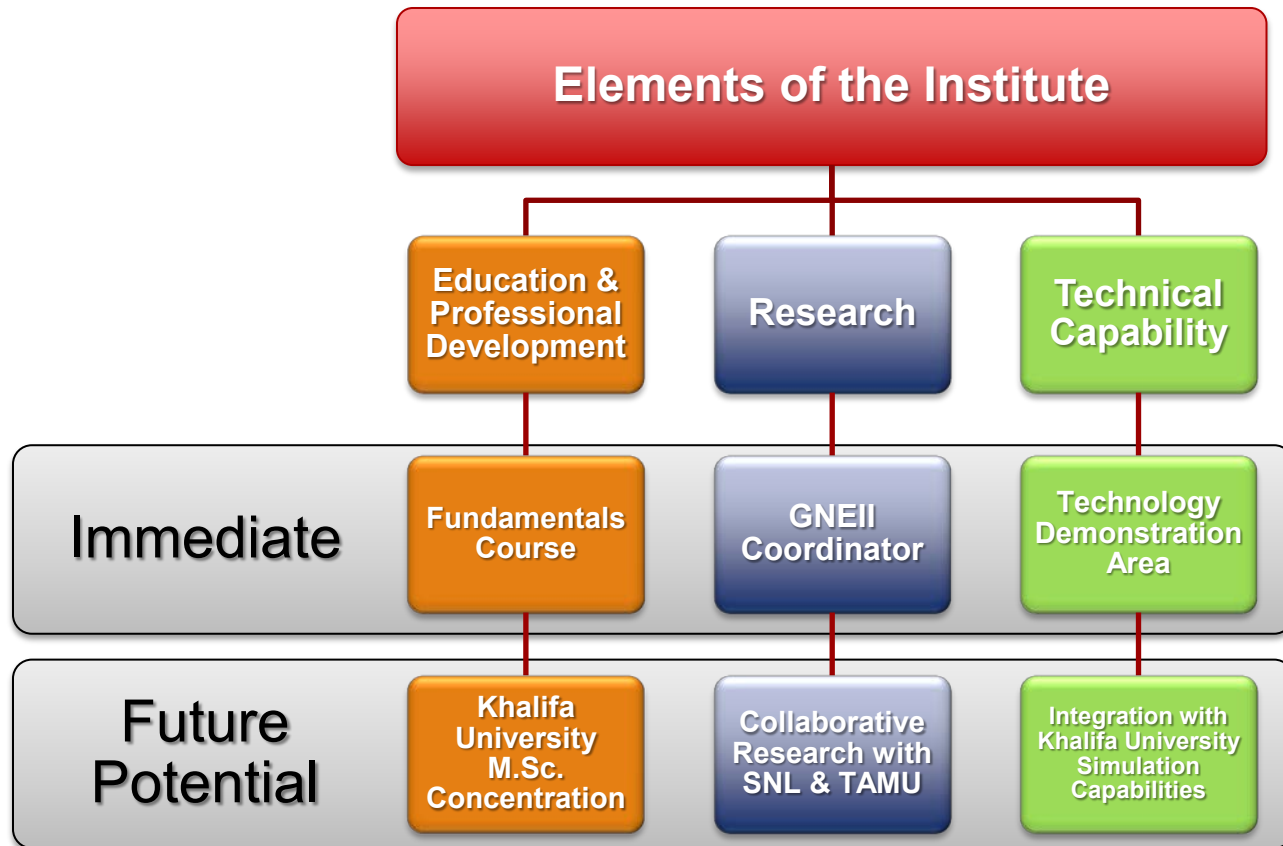 Elements of the Institute
Education &
Professional
Development
Research
Technical
Capability
Immediate
Fundamentals
Course
GNEII
Coordinator
Technology
Demonstration
Area
Future
Potential
Khalifa
University
M.Sc.
Concentration
Collaborative
Research with
SNL & TAMU
Integration with
Khalifa University
Simulation
Capabilities